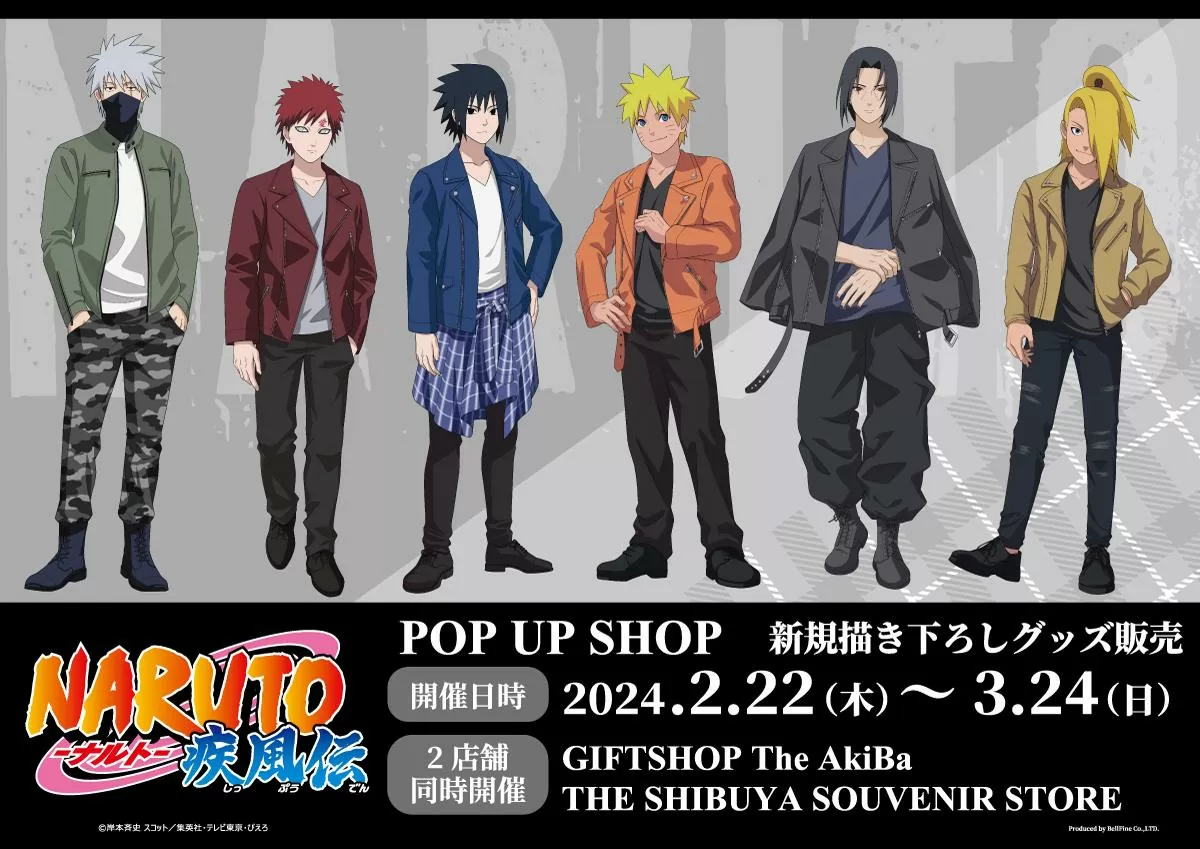 NARUTO
POP UP SHOP 新規描き下ろしグッズ販売
開催日時 2024.2.22(木)〜3.24(日)
2店舗
同時開催
GIFTSHOP The AkiBa
THE SHIBUYA SOUVENIR STORE
NARUTO
ーナルトー
疾風伝
しっ ぷう でん
©岸本斉史 スコット/集英社・テレビ東京・ぴえろ
Produced by BellFine Co.,LTD.